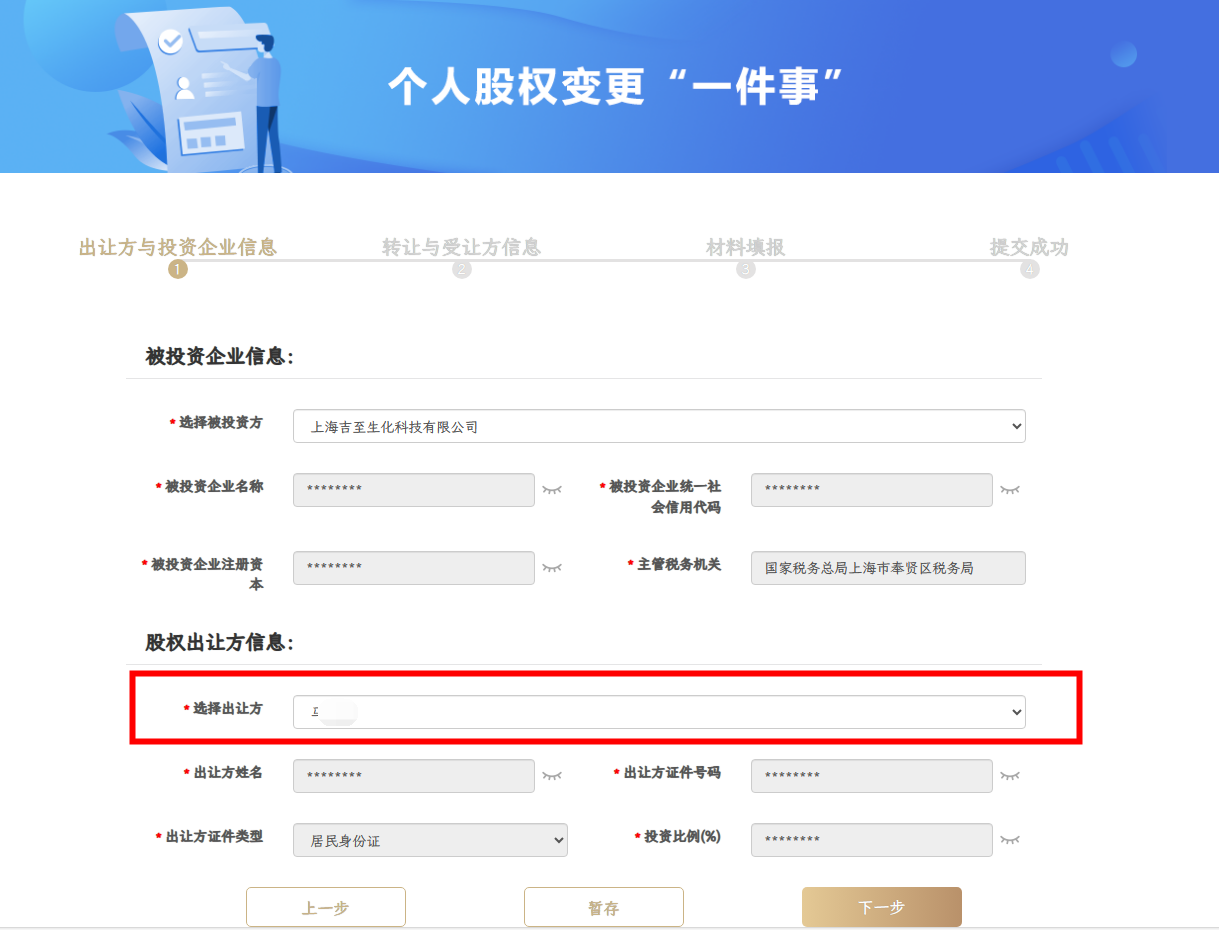 个人股权变更“一件事”
出让方与投资企业信息 转让与受让方信息 材料填报 提交成功
1 2 3 4
被投资企业信息：
* 选择被投资方 上海吉至生化科技有限公司
* 被投资企业名称 ******** * 被投资企业统一社
会信用代码 ********
* 被投资企业注册资
本 ******** * 主管税务机关 国家税务总局上海市奉贤区税务局
股权出让方信息：
* 选择出让方
* 出让方姓名 ******** * 出让方证件号码 ********
* 出让方证件类型 居民身份证 * 投资比例(%) ********
上一步 暂存 下一步